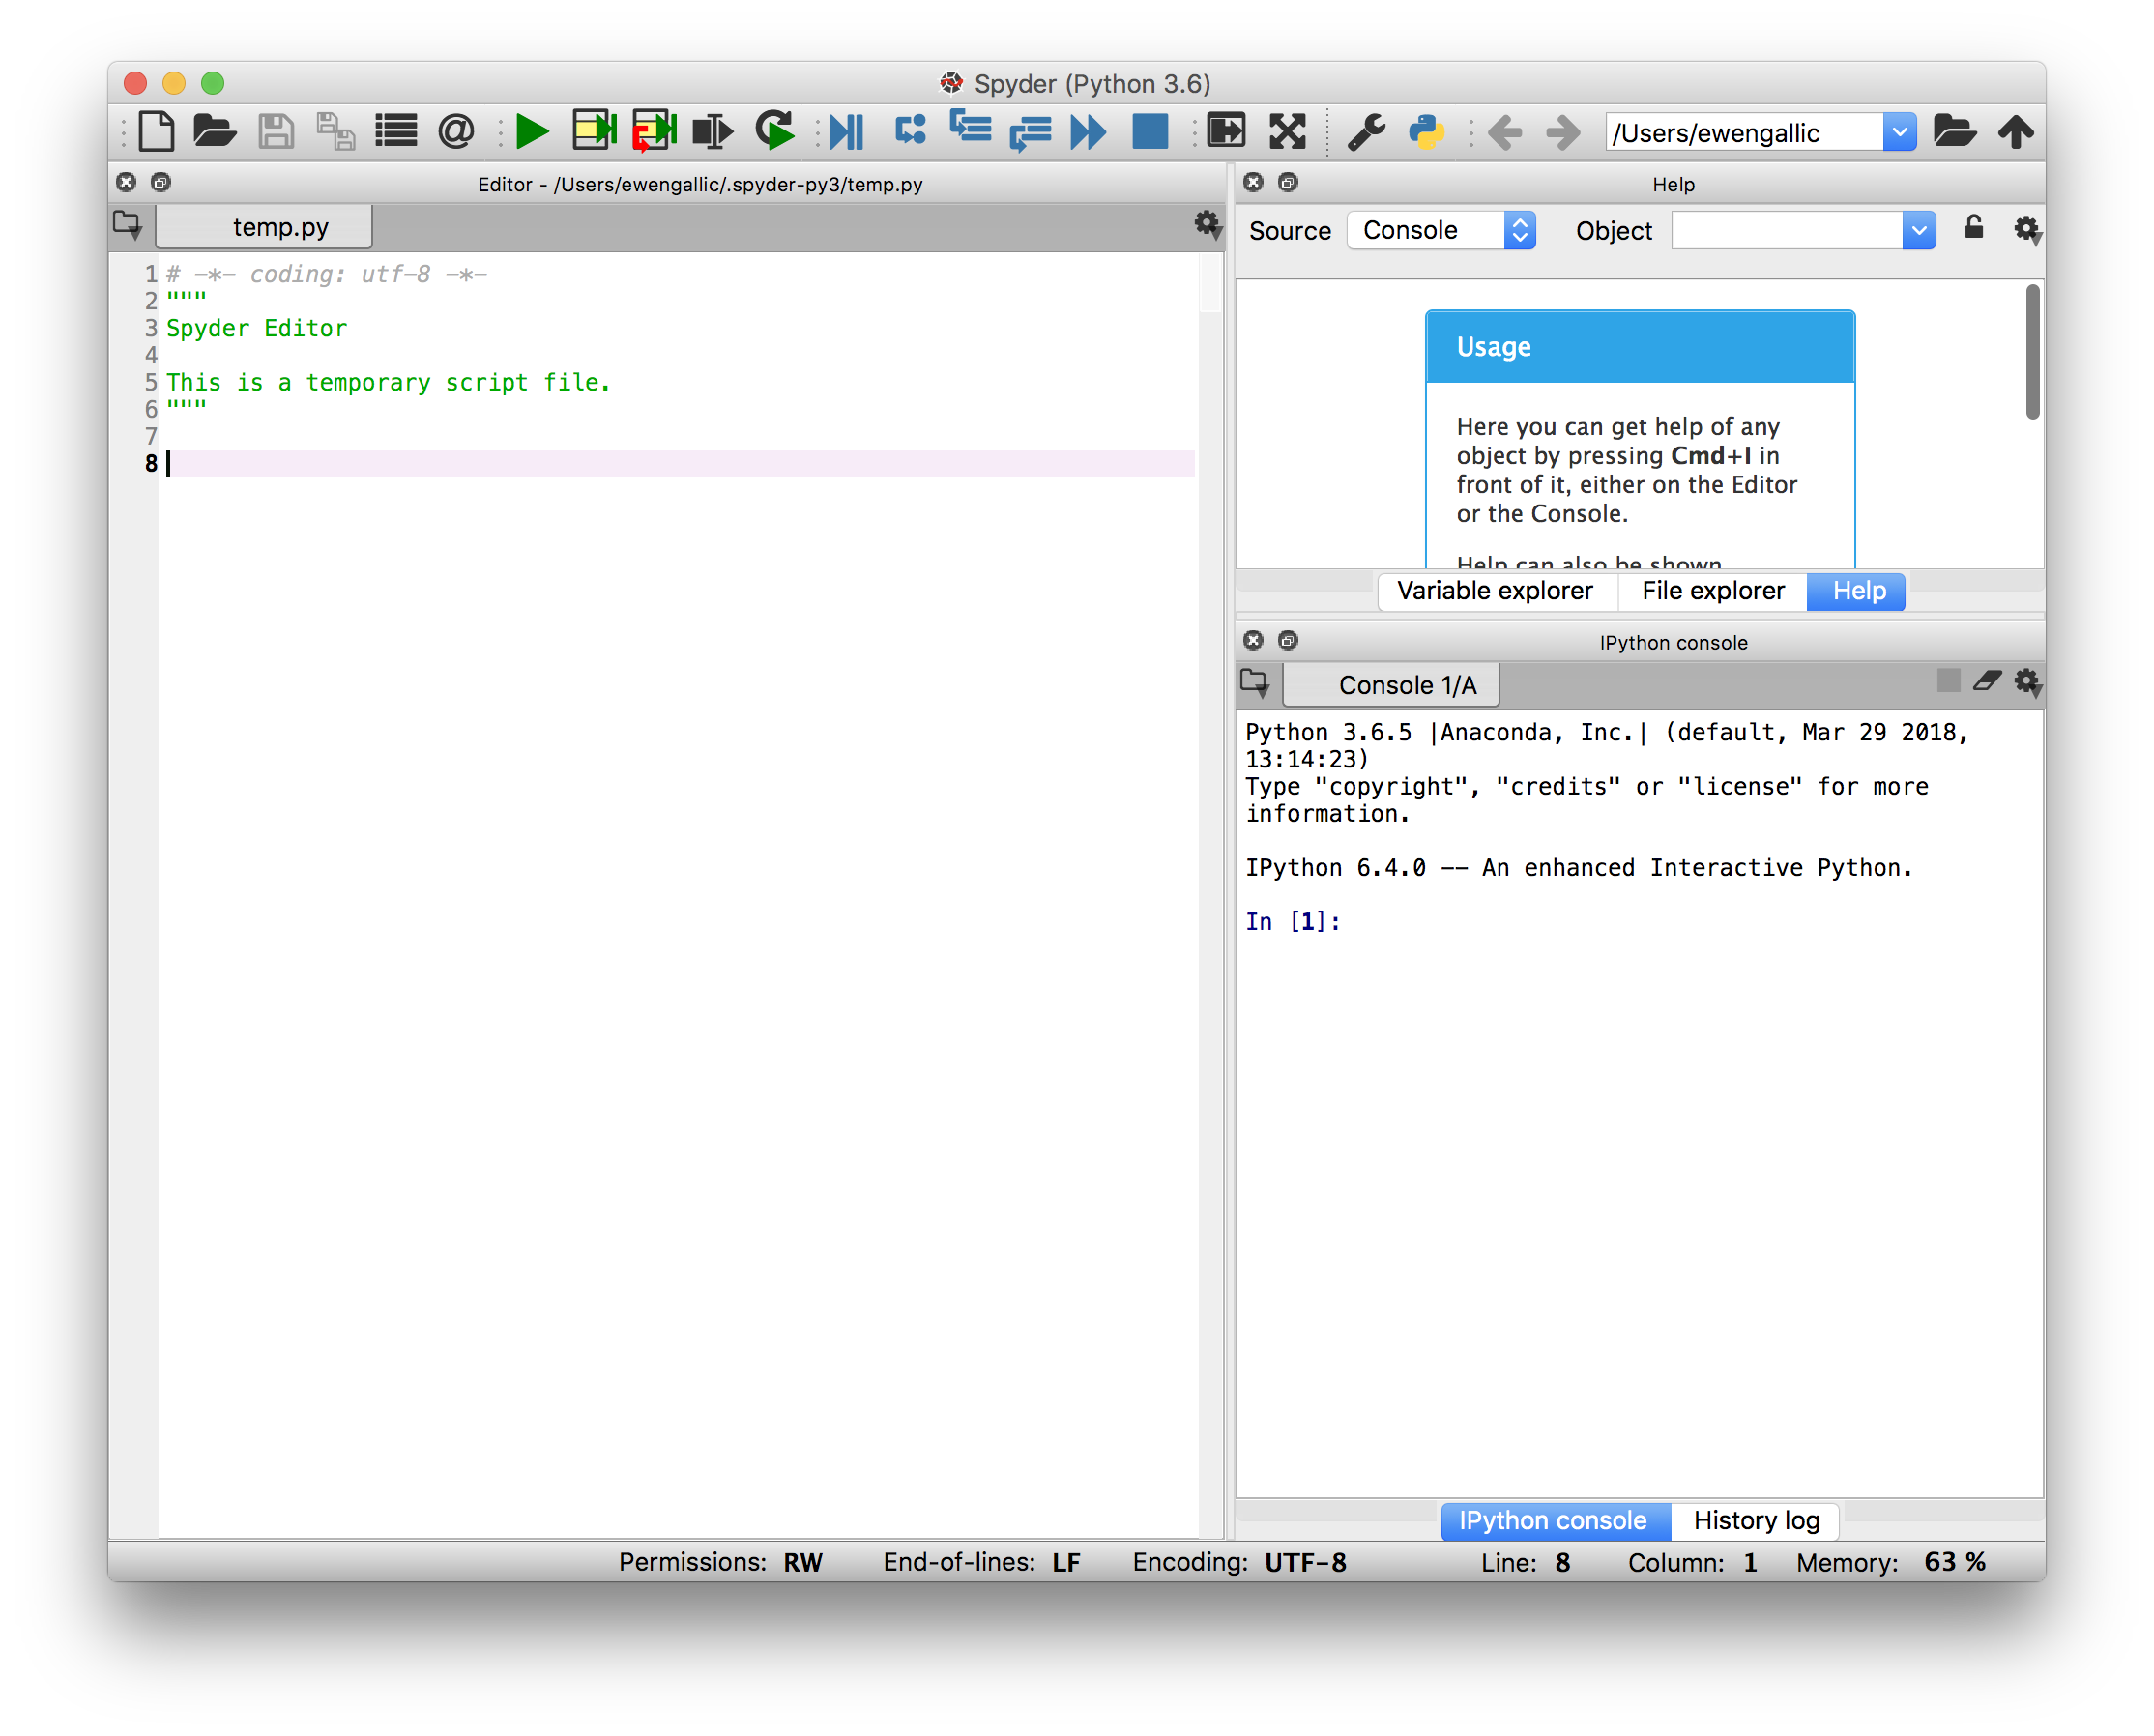 Spyder (Python 3.6)
/Users/ewengallic
Editor - /Users/ewengallic/.spyder-py3/temp.py
temp.py
1 # -*- coding: utf-8 -*-
2 """
3 Spyder Editor
4
5 This is a temporary script file.
6 """
7
8
Help
Source Console Object
Usage
Here you can get help of any
object by pressing Cmd+I in
front of it, either on the Editor
or the Console.
Help can also be shown
Variable explorer File explorer Help
IPython console
Console 1/A
Python 3.6.5 |Anaconda, Inc.| (default, Mar 29 2018,
13:14:23)
Type "copyright", "credits" or "license" for more
information.
IPython 6.4.0 -- An enhanced Interactive Python.
In [1]:
IPython console History log
Permissions: RW End-of-lines: LF Encoding: UTF-8 Line: 8 Column: 1 Memory: 63 %